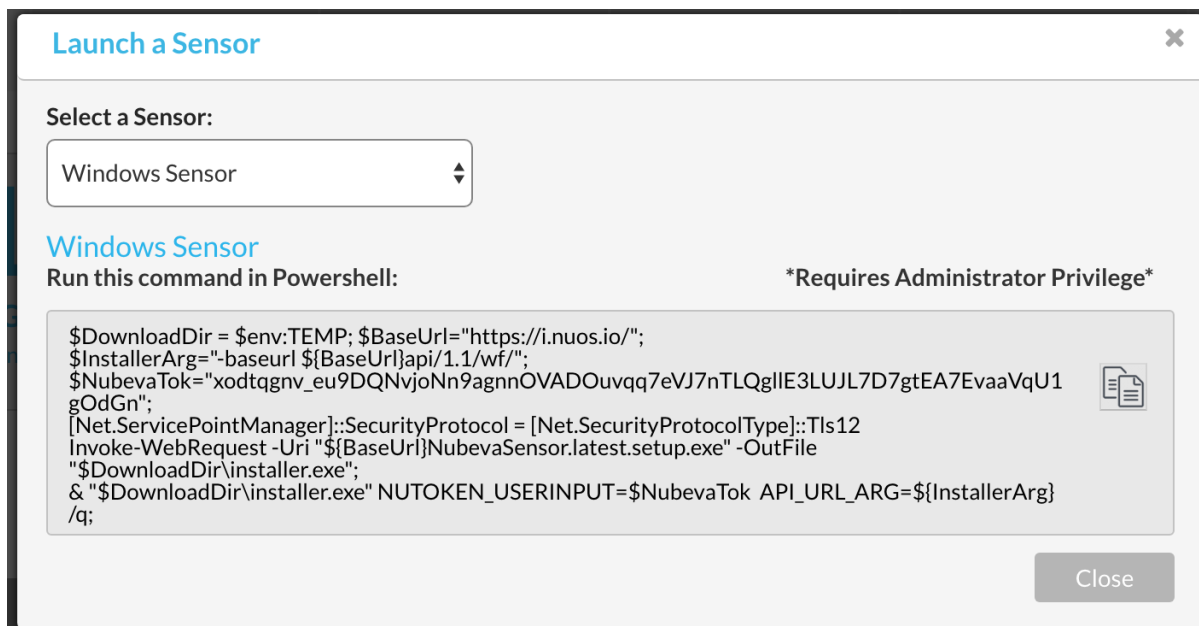 Launch a Sensor
Select a Sensor:
Windows Sensor
Windows Sensor
Run this command in Powershell:
*Requires Administrator Privilege*
$DownloadDir = $env:TEMP; $BaseUrl="https://i.nuos.io/";
$InstallerArg="-baseurl ${BaseUrl}api/1.1/wf/";
$NubevaTok="xodtqgnv_eu9DQNvjoNn9agnnOVADOuvqq7eVJ7nTLQgllE3LUJL7D7gtEA7EvaaVqU1
gOdGn";
[Net.ServicePointManager]::SecurityProtocol = [Net.SecurityProtocolType]::Tls12
Invoke-WebRequest -Uri "${BaseUrl}NubevaSensor.latest.setup.exe" -OutFile
"$DownloadDir\installer.exe";
& "$DownloadDir\installer.exe" NUTOKEN_USERINPUT=$NubevaTok  API_URL_ARG=${InstallerArg}
/q;
Close